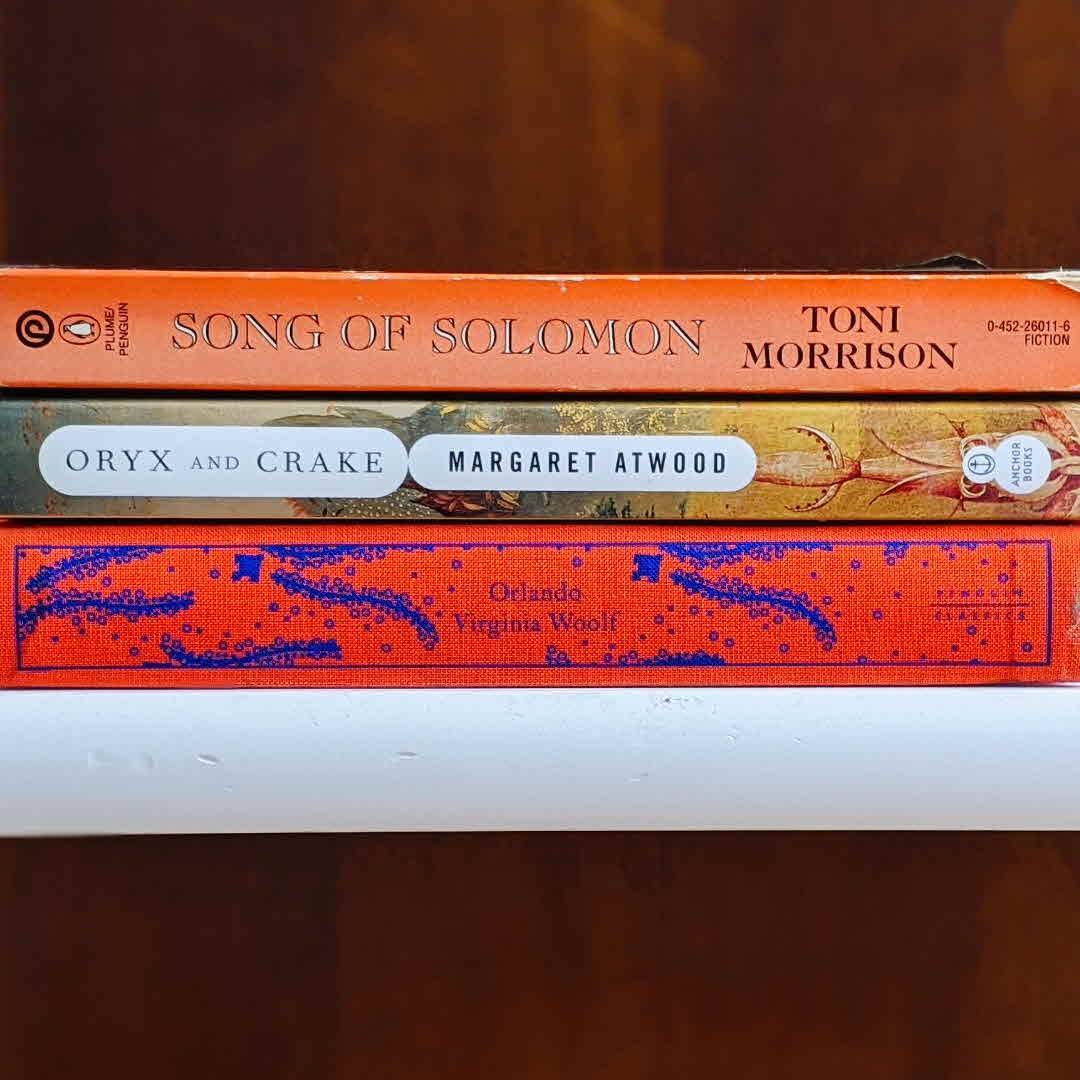 PLUME/
PENGUIN
SONG OF SOLOMON
TONI
MORRISON
0-452-26011-6
FICTION
ORYX AND CRAKE
MARGARET ATWOOD
ANCHOR
BOOKS
Orlando
Virginia Woolf
PENGUIN
CLASSICS